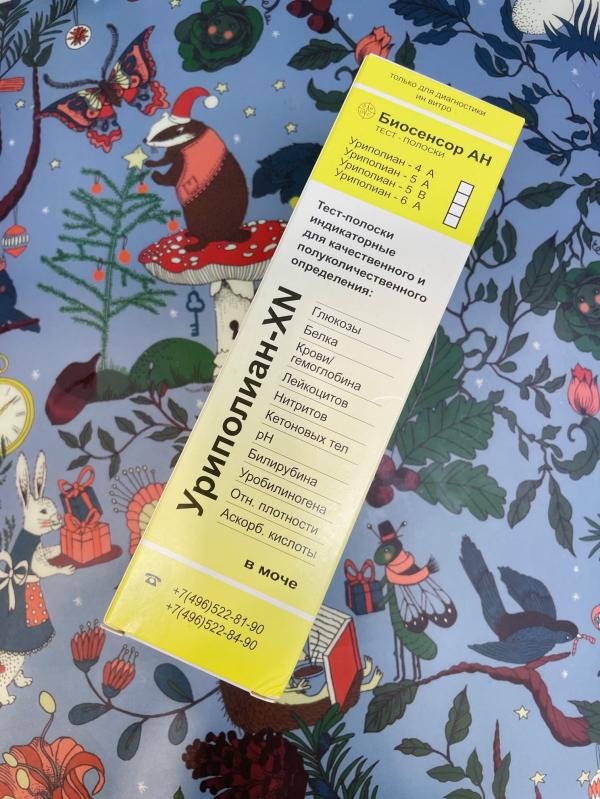 только для диагностики
ин витро
Биосенсор АН
ТЕСТ - ПОЛОСКИ
Уриполиан - 4 А
Уриполиан - 5 А
Уриполиан - 5 В
Уриполиан - 6 А
Тест-полоски
индикаторные
для качественного и
полуколичественного
определения:
Уриполиан-XN
Глюкозы
Белка
Крови/
гемоглобина
Лейкоцитов
Нитритов
Кетоновых тел
pH
Билирубина
Уробилиногена
Отн. плотности
Аскорб. кислоты
в моче
+7(496)522-81-90
+7(496)522-84-90